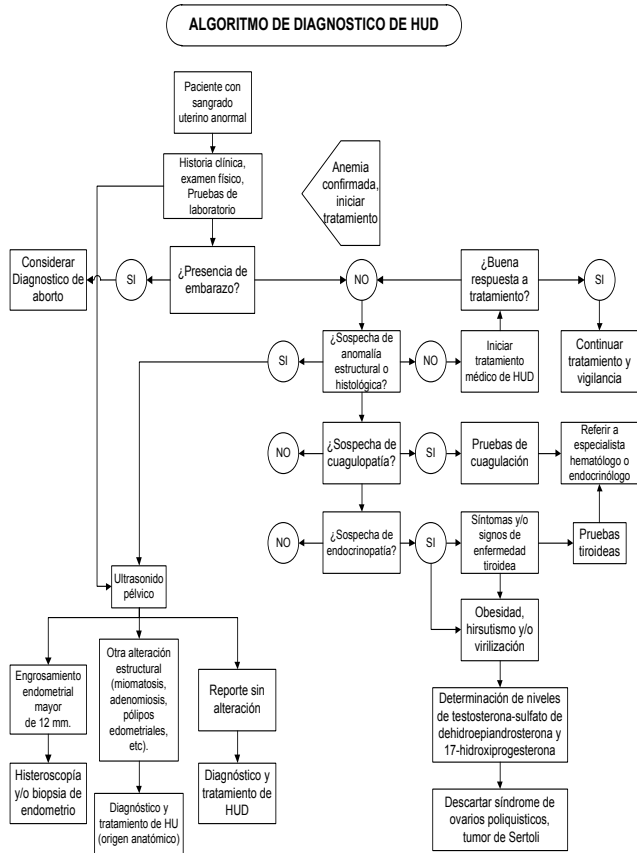 ALGORITMO DE DIAGNOSTICO DE HUD
Paciente con
sangrado
uterino anormal
Historia clínica,
examen físico,
Pruebas de
laboratorio
Anemia
confirmada,
iniciar
tratamiento
Considerar
Diagnostico de
aborto
SI
¿Presencia de
embarazo?
NO
¿Buena
respuesta a
tratamiento?
SI
SI
¿Sospecha de
anomalía
estructural o
histológica?
NO
Iniciar
tratamiento
médico de HUD
Continuar
tratamiento y
vigilancia
NO
¿Sospecha de
cuagulopatía?
SI
Pruebas de
cuagulación
Referir a
especialista
hematólogo o
endocrinólogo
NO
¿Sospecha de
endocrinopatía?
SI
Síntomas y/o
signos de
enfermedad
tiroidea
Pruebas
tiroideas
Ultrasonido
pélvico
Obesidad,
hirsutismo y/o
virilización
Engrosamiento
endometrial
mayor
de 12 mm.
Otra alteración
estructural
(miomatosis,
adenomiosis,
pólipos
edometriales,
etc).
Reporte sin
alteración
Determinación de niveles
de testosterona-sulfato de
dehidroepiandrosterona y
17-hidroxiprogesterona
Histeroscopía
y/o biopsia de
endometrio
Diagnóstico y
tratamiento de HU
(origen anatómico)
Diagnóstico y
tratamiento de
HUD
Descartar síndrome de
ovarios poliquisticos,
tumor de Sertoli